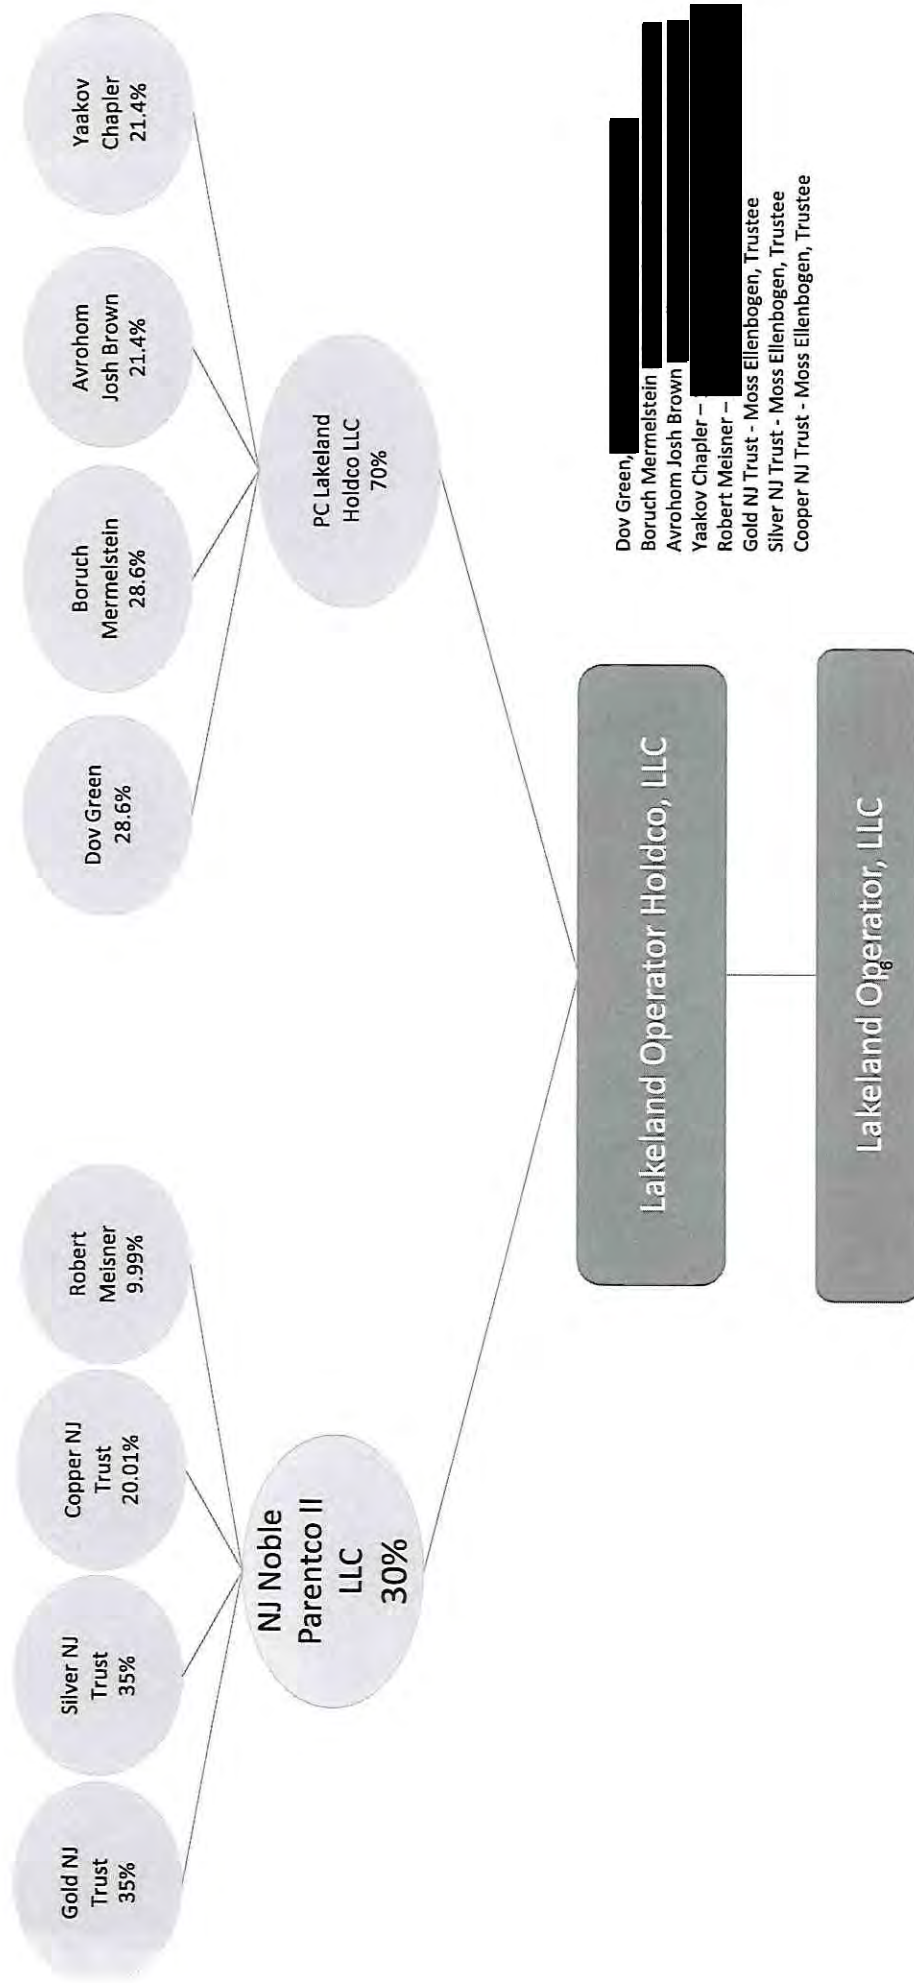 Gold NJ
Trust
35%
Silver NJ
Trust
35%
Copper NJ
Trust
20.01%
Robert
Meisner
9.99%
Dov Green
28.6%
Boruch
Mermelstein
28.6%
Avrohom
Josh Brown
21.4%
Yaakov
Chapler
21.4%
NJ Noble
Parentco II
LLC
30%
PC Lakeland
Holdco LLC
70%
Lakeland Operator Holdco, LLC
Lakeland Operator, LLC
16
Dov Green,
Boruch Mermelstein
Avrohom Josh Brown
Yaakov Chapler –
Robert Meisner –
Gold NJ Trust - Moss Ellenbogen, Trustee
Silver NJ Trust - Moss Ellenbogen, Trustee
Cooper NJ Trust - Moss Ellenbogen, Trustee